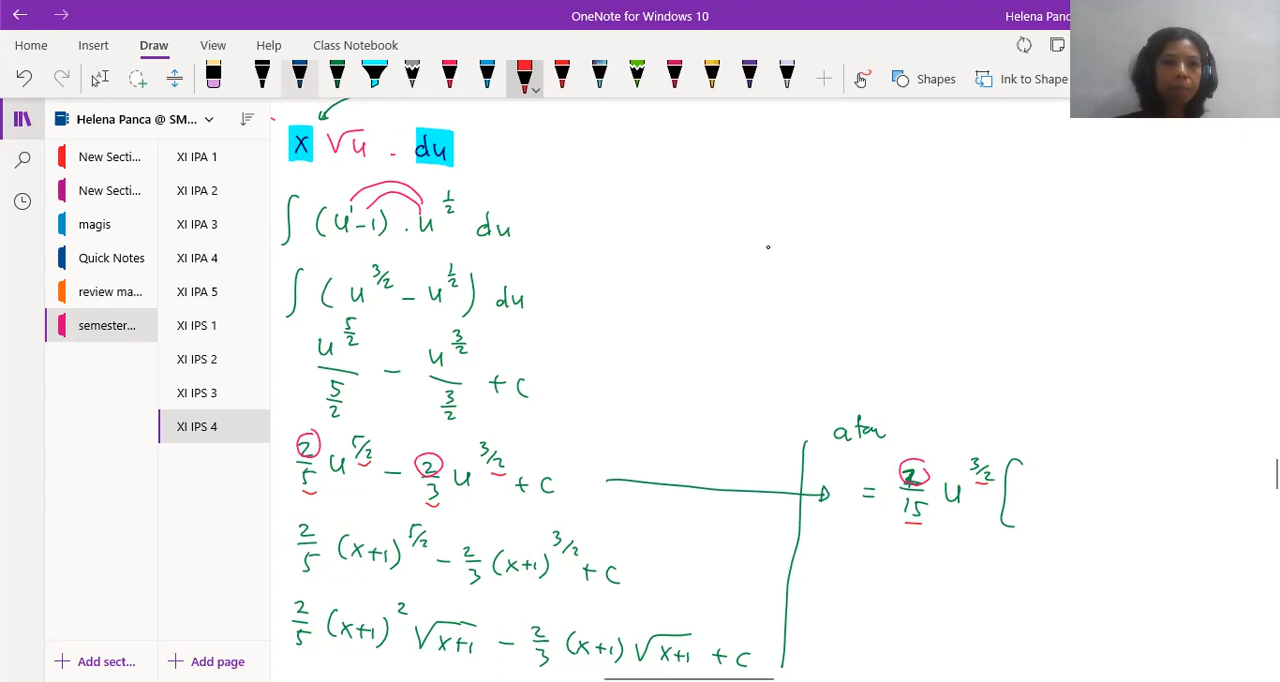 OneNote for Windows 10
Helena Panca
Home Insert Draw View Help Class Notebook
Shapes Ink to Shape
Helena Panca @ SM...
New Secti...
New Secti...
magis
Quick Notes
review ma...
semester...
XI IPA 1
XI IPA 2
XI IPA 3
XI IPA 4
XI IPA 5
XI IPS 1
XI IPS 2
XI IPS 3
XI IPS 4
Add sect...
Add page
x √u . du
∫ (u¹-1) . u^½ du
∫ (u^3/2 - u^½) du
u^5/2 / 5/2 - u^3/2 / 3/2 + c
2/5 u^5/2 - 2/3 u^3/2 + c
2/5 (x+1)^5/2 - 2/3 (x+1)^3/2 + c
2/5 (x+1)² √x+1 - 2/3 (x+1) √x+1 + c
atau
= 2/15 u^3/2 [